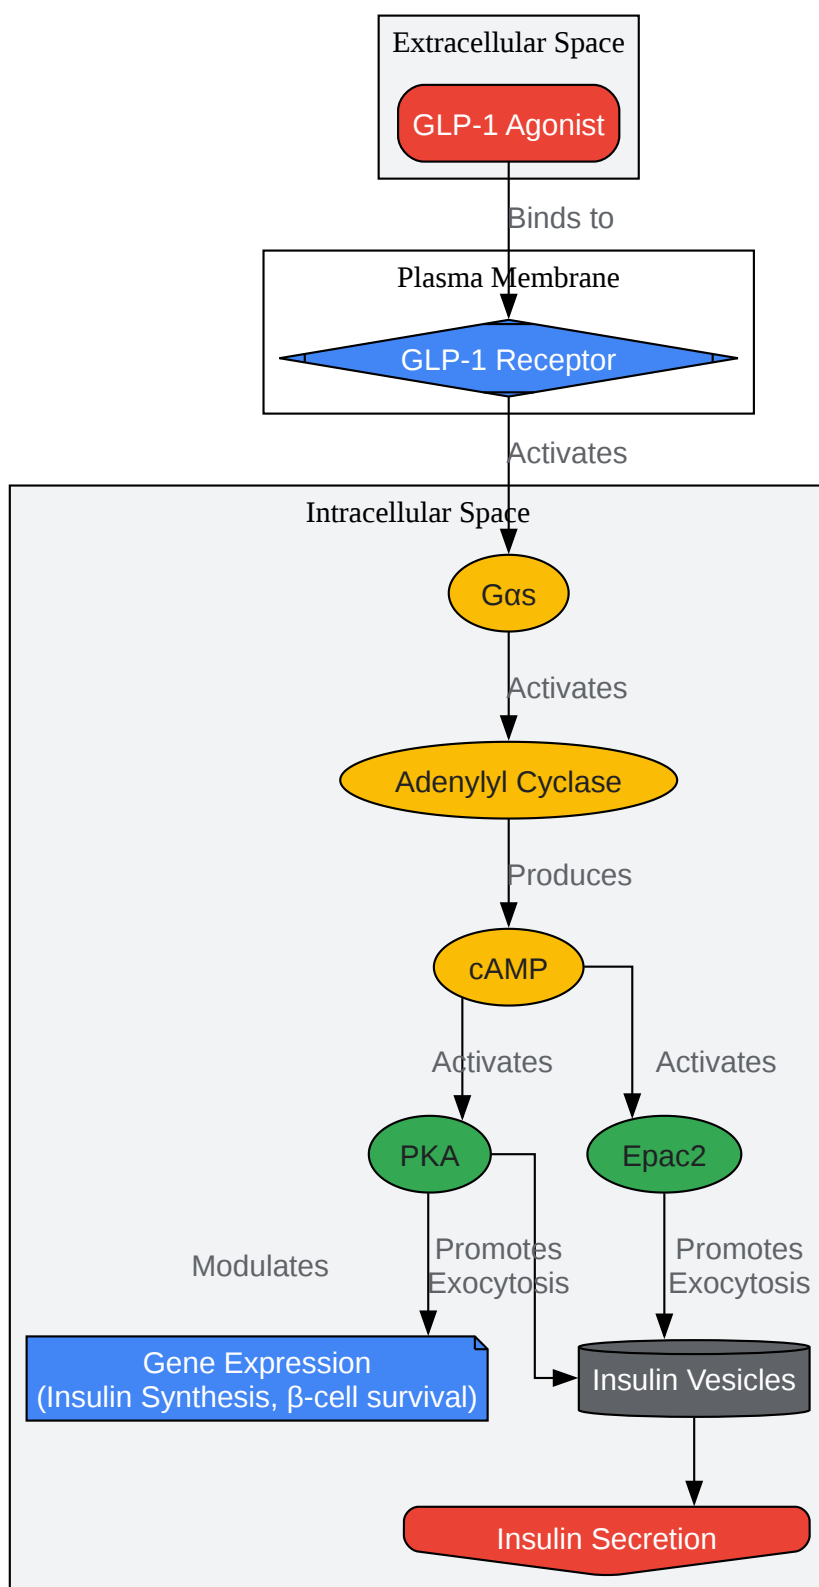 Extracellular Space
GLP-1 Agonist
Binds to
Plasma Membrane
GLP-1 Receptor
Activates
Intracellular Space
Gαs
Activates
Adenylyl Cyclase
Produces
cAMP
Activates
Activates
PKA
Epac2
Modulates
Promotes
Exocytosis
Promotes
Exocytosis
Gene Expression
(Insulin Synthesis, β-cell survival)
Insulin Vesicles
Insulin Secretion